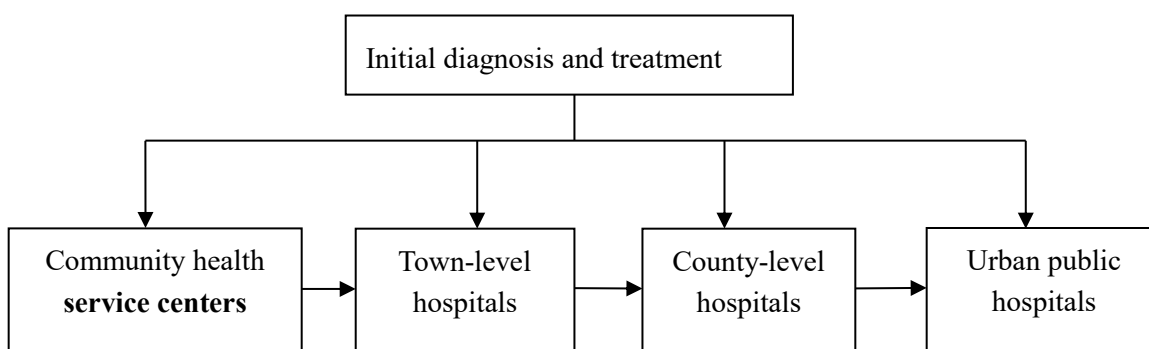 Initial diagnosis and treatment
Community health
service centers
Town-level
hospitals
County-level
hospitals
Urban public
hospitals